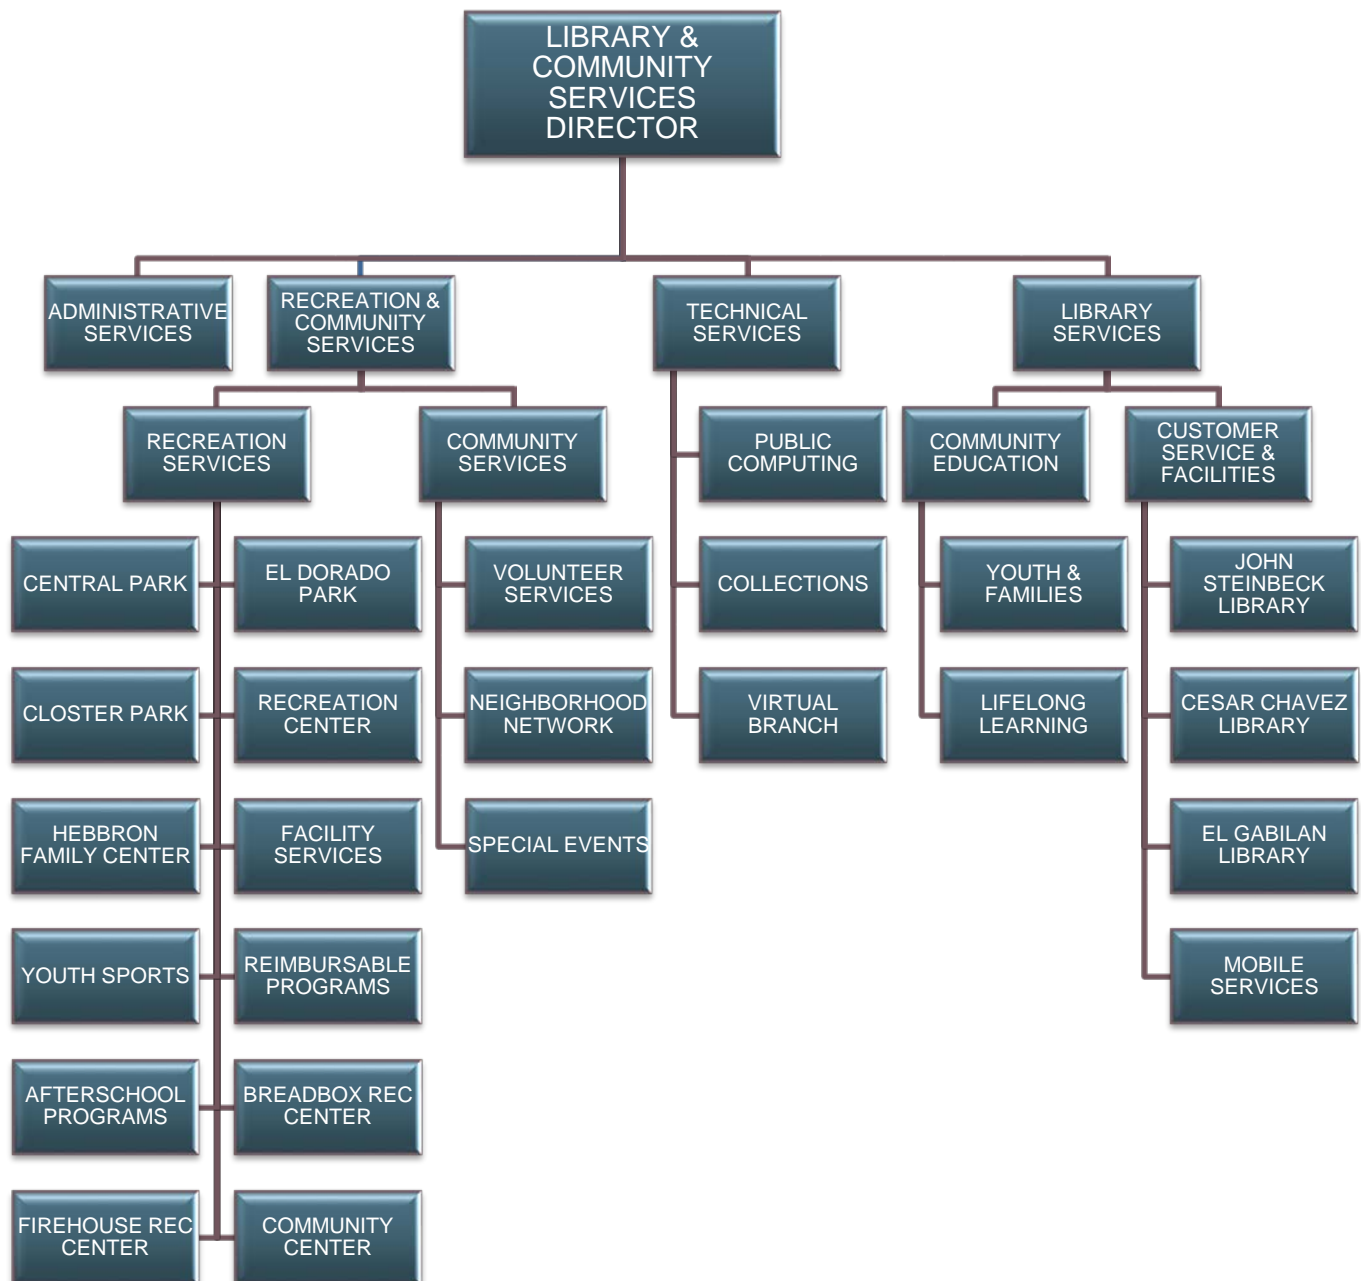 LIBRARY &
COMMUNITY
SERVICES
DIRECTOR
ADMINISTRATIVE
SERVICES
RECREATION &
COMMUNITY
SERVICES
TECHNICAL
SERVICES
LIBRARY
SERVICES
RECREATION
SERVICES
COMMUNITY
SERVICES
PUBLIC
COMPUTING
COMMUNITY
EDUCATION
CUSTOMER
SERVICE &
FACILITIES
CENTRAL PARK
EL DORADO
PARK
VOLUNTEER
SERVICES
COLLECTIONS
YOUTH &
FAMILIES
JOHN
STEINBECK
LIBRARY
CLOSTER PARK
RECREATION
CENTER
NEIGHBORHOOD
NETWORK
VIRTUAL
BRANCH
LIFELONG
LEARNING
CESAR CHAVEZ
LIBRARY
HEBBRON
FAMILY CENTER
FACILITY
SERVICES
SPECIAL EVENTS
EL GABILAN
LIBRARY
YOUTH SPORTS
REIMBURSABLE
PROGRAMS
MOBILE
SERVICES
AFTERSCHOOL
PROGRAMS
BREADBOX REC
CENTER
FIREHOUSE REC
CENTER
COMMUNITY
CENTER